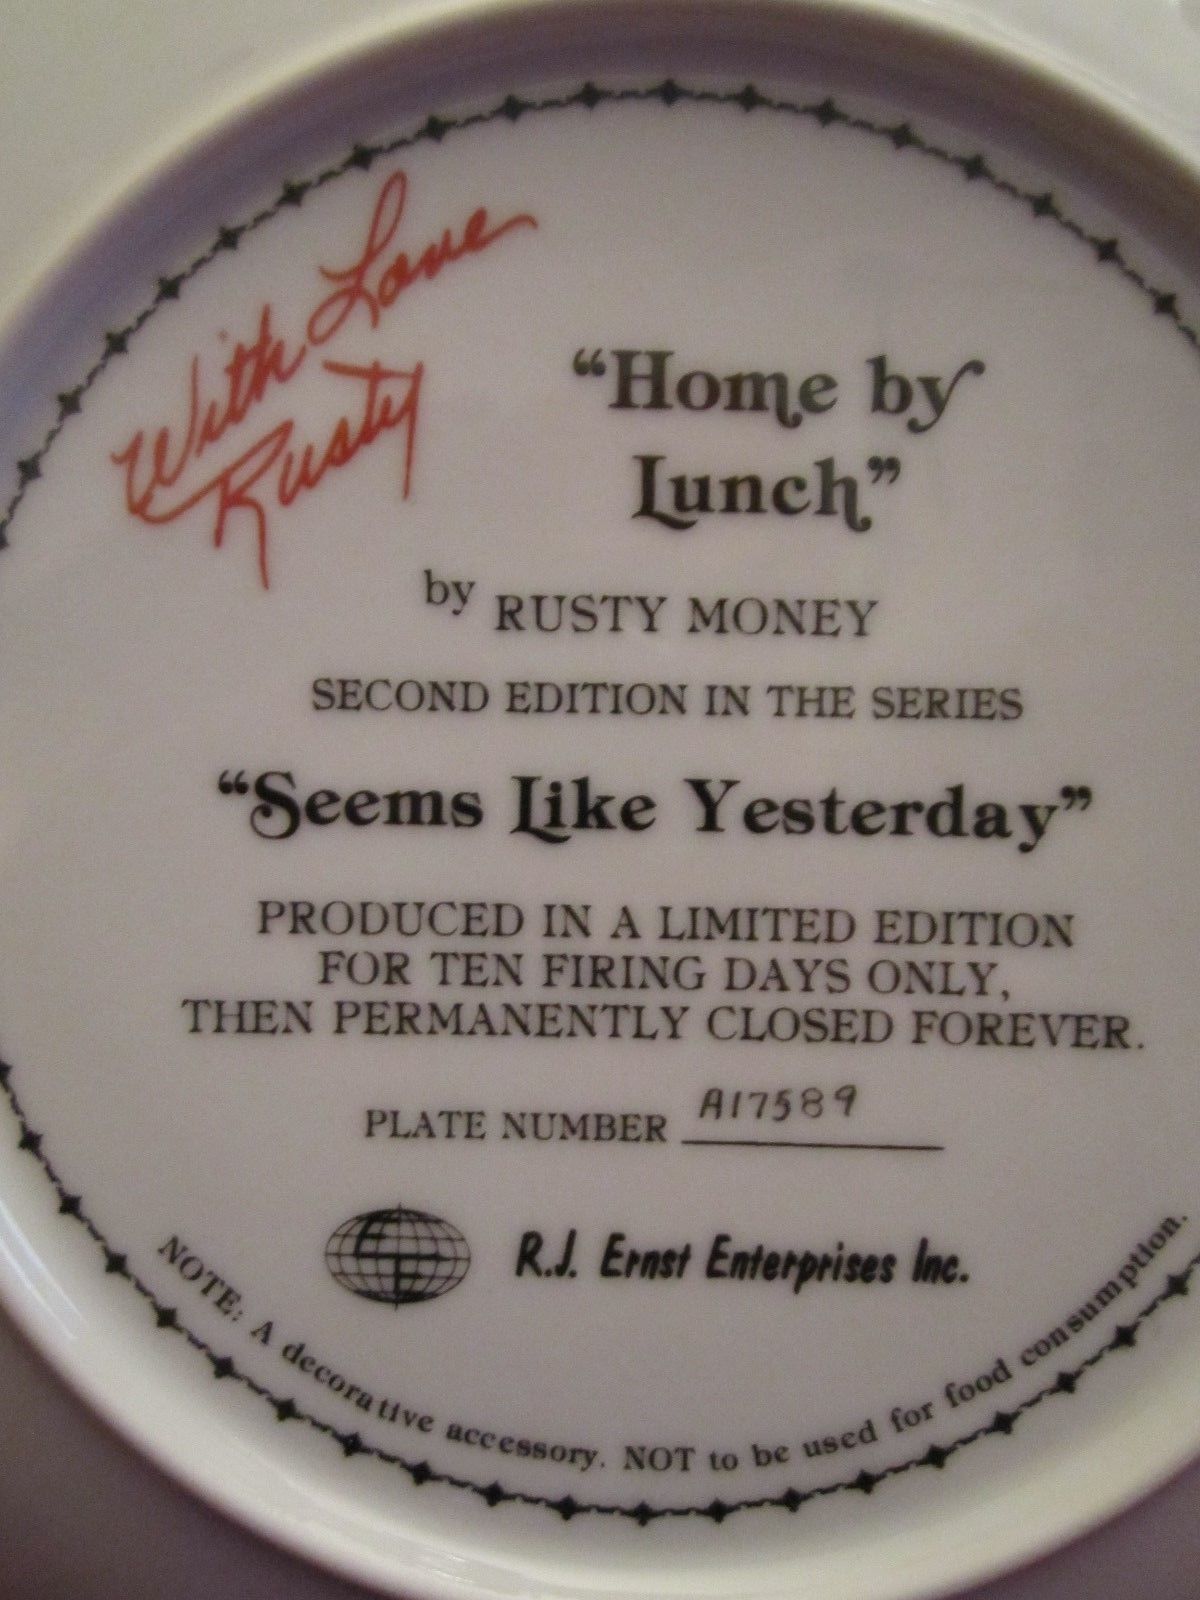 With Love
Rusty
“Home by
Lunch”
by RUSTY MONEY
SECOND EDITION IN THE SERIES
“Seems Like Yesterday”
PRODUCED IN A LIMITED EDITION
FOR TEN FIRING DAYS ONLY,
THEN PERMANENTLY CLOSED FOREVER.
PLATE NUMBER A17589
R.J. Ernst Enterprises Inc.
NOTE: A decorative accessory. NOT to be used for food consumption.